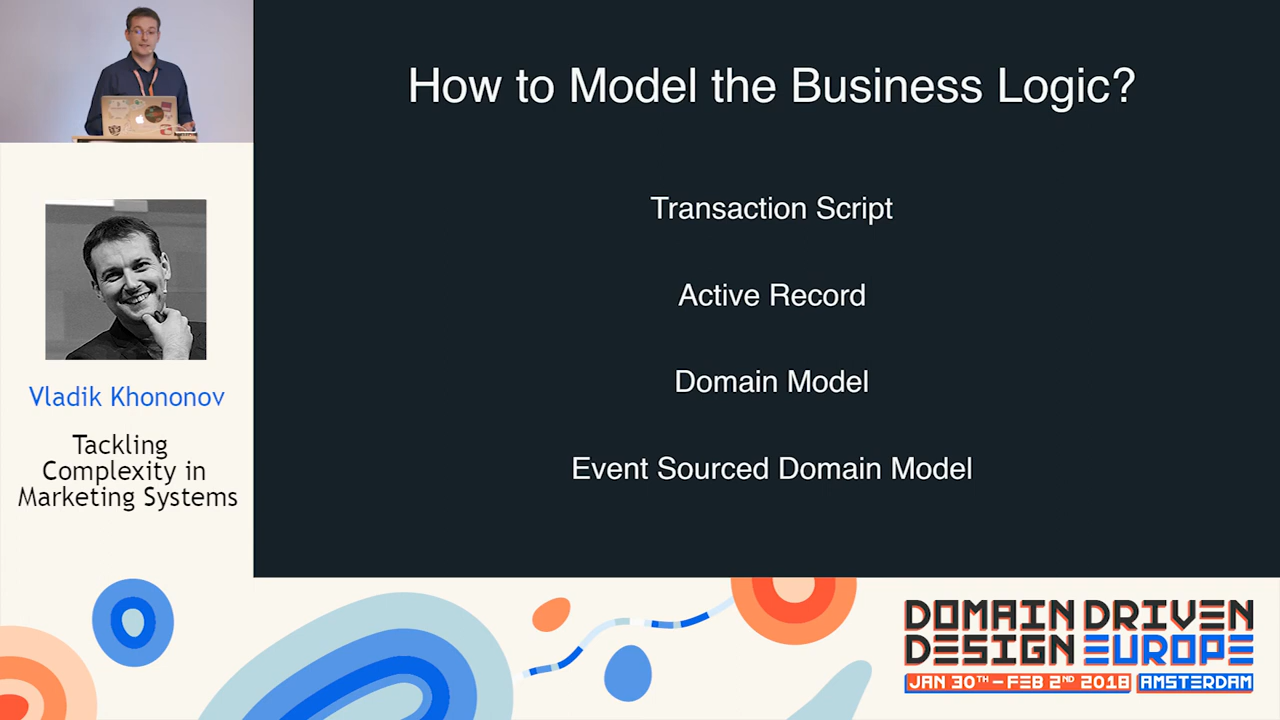 How to Model the Business Logic?
Transaction Script
Active Record
Domain Model
Event Sourced Domain Model
Vladik Khononov
Tackling
Complexity in
Marketing Systems
DOMAIN DRIVEN
DESIGN EUROPE
JAN 30TH - FEB 2ND 2018 AMSTERDAM